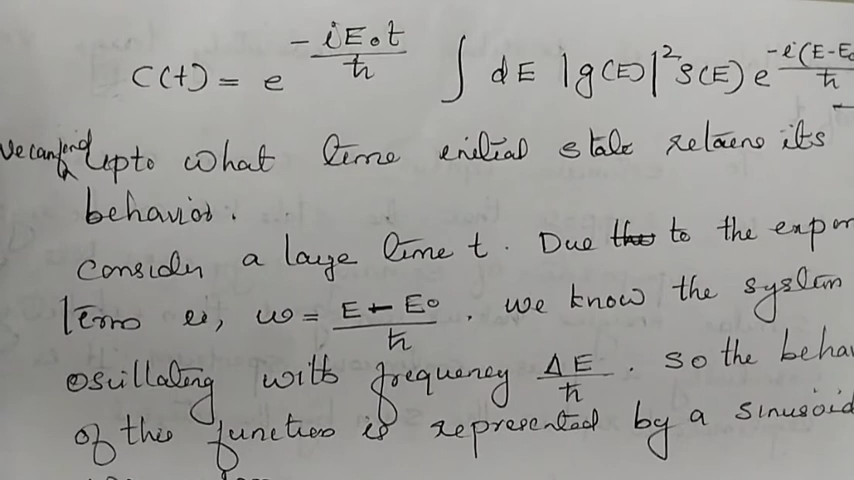 C(t) = e^{-iE₀t/ħ} ∫ dE |g(E)|² ρ(E) e^{-i(E-E₀/ħ
We can find upto what time initial state retains its
behavior.
Consider a large time t. Due to the expon
term w, ω = E - E₀ / ħ . we know the system
oscillating with frequency ΔE/ħ . So the behav
of this function is represented by a sinusoid